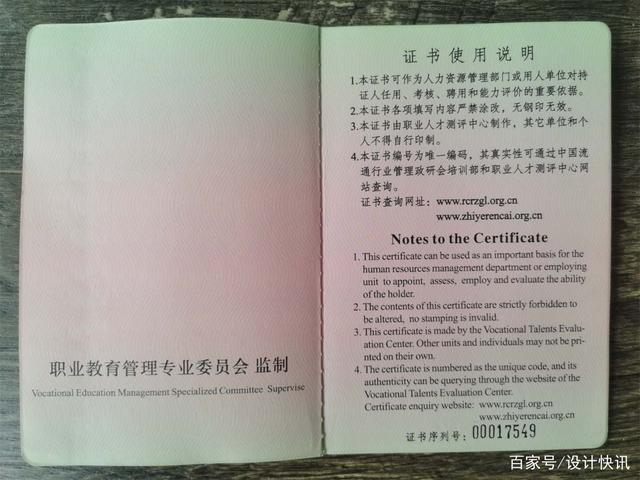 职业教育管理专业委员会 监制
Vocational Education Management Specialized Committee Supervise
证书使用说明
1.本证书可作为人力资源管理部门或用人单位对持
证人任用、考核、聘用和能力评价的重要依据。
2.本证书各项填写内容严禁涂改，无钢印无效。
3.本证书由职业人才测评中心制作，其它单位和个
人不得自行印制。
4.本证书编号为唯一编码，其真实性可通过中国流
通行业管理政研会培训部和职业人才测评中心网
站查询。
证书查询网址：www.rcrzgl.org.cn
www.zhiyerencai.org.cn
Notes to the Certificate
1. This certificate can be used as an important basis for the
human resources management department or employing
unit to appoint, assess, employ and evaluate the ability
of the holder.
2. The contents of this certificate are strictly forbidden to
be altered, no stamping is invalid.
3. This certificate is made by the Vocational Talents Evalu-
ation Center. Other units and individuals may not be pri-
nted on their own.
4. The certificate is numbered as the unique code, and its
authenticity can be querying through the website of the
Vocational Talents Evaluation Center.
Certificate enquiry website: www.rcrzgl.org.cn
www.zhiyerencai.org.cn
证书序列号：00017549
百家号/设计快讯